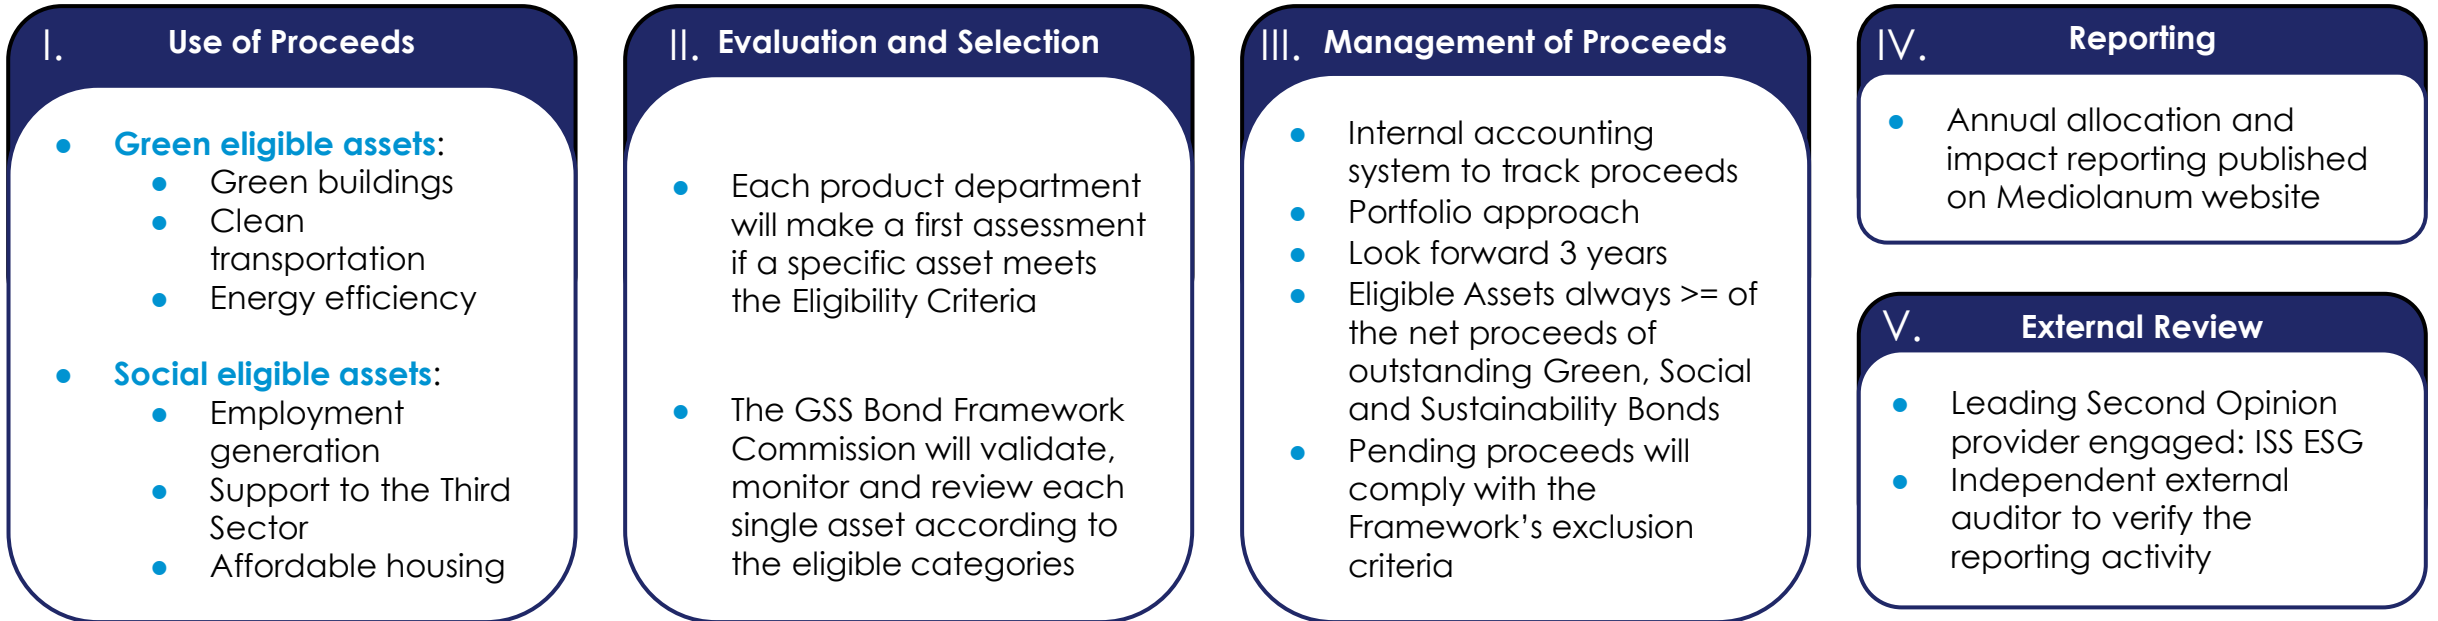 I. Use of Proceeds
● Green eligible assets:
● Green buildings
● Clean
transportation
● Energy efficiency
● Social eligible assets:
● Employment
generation
● Support to the Third
Sector
● Affordable housing
II. Evaluation and Selection
● Each product department
will make a first assessment
if a specific asset meets
the Eligibility Criteria
● The GSS Bond Framework
Commission will validate,
monitor and review each
single asset according to
the eligible categories
III. Management of Proceeds
● Internal accounting
system to track proceeds
● Portfolio approach
● Look forward 3 years
● Eligible Assets always >= of
the net proceeds of
outstanding Green, Social
and Sustainability Bonds
● Pending proceeds will
comply with the
Framework’s exclusion
criteria
IV. Reporting
● Annual allocation and
impact reporting published
on Mediolanum website
V. External Review
● Leading Second Opinion
provider engaged: ISS ESG
● Independent external
auditor to verify the
reporting activity